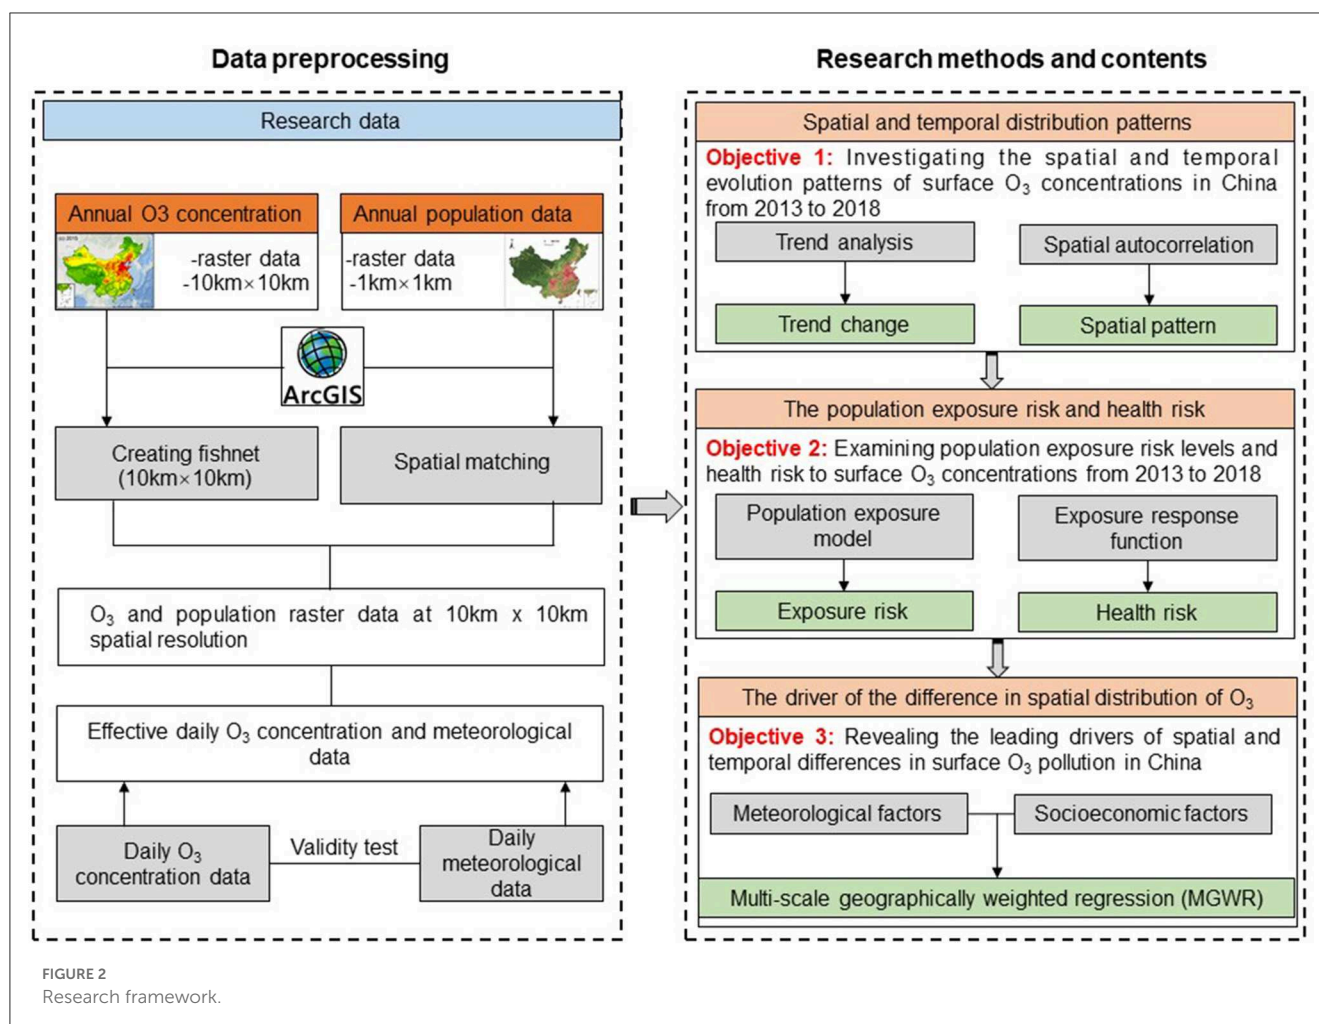 Data preprocessing
Research data
Annual O3 concentration
-raster data
-10km×10km
Annual population data
-raster data
-1km×1km
ArcGIS
Creating fishnet
(10km×10km)
Spatial matching
O₃ and population raster data at 10km x 10km
spatial resolution
Effective daily O₃ concentration and meteorological
data
Daily O₃
concentration data
Validity test
Daily
meteorological
data
Research methods and contents
Spatial and temporal distribution patterns
Objective 1: Investigating the spatial and temporal
evolution patterns of surface O₃ concentrations in China
from 2013 to 2018
Trend analysis
Spatial autocorrelation
Trend change
Spatial pattern
The population exposure risk and health risk
Objective 2: Examining population exposure risk levels and
health risk to surface O₃ concentrations from 2013 to 2018
Population exposure
model
Exposure response
function
Exposure risk
Health risk
The driver of the difference in spatial distribution of O₃
Objective 3: Revealing the leading drivers of spatial and
temporal differences in surface O₃ pollution in China
Meteorological factors
Socioeconomic factors
Multi-scale geographically weighted regression (MGWR)
FIGURE 2
Research framework.